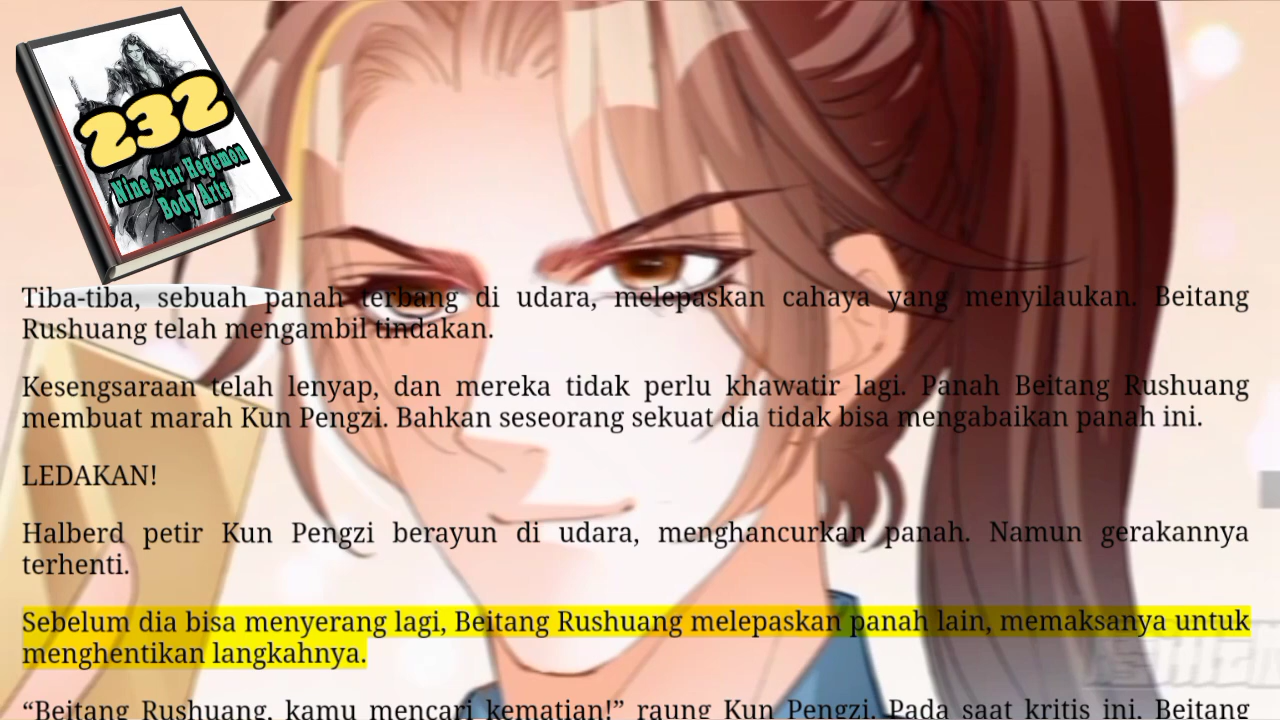 232
Nine Star Hegemon
Body Arts
Tiba-tiba, sebuah panah terbang di udara, melepaskan cahaya yang menyilaukan. Beitang
Rushuang telah mengambil tindakan.
Kesengsaraan telah lenyap, dan mereka tidak perlu khawatir lagi. Panah Beitang Rushuang
membuat marah Kun Pengzi. Bahkan seseorang sekuat dia tidak bisa mengabaikan panah ini.
LEDAKAN!
Halberd petir Kun Pengzi berayun di udara, menghancurkan panah. Namun gerakannya
terhenti.
Sebelum dia bisa menyerang lagi, Beitang Rushuang melepaskan panah lain, memaksanya untuk
menghentikan langkahnya.
“Beitang Rushuang, kamu mencari kematian!” raung Kun Pengzi. Pada saat kritis ini, Beitang